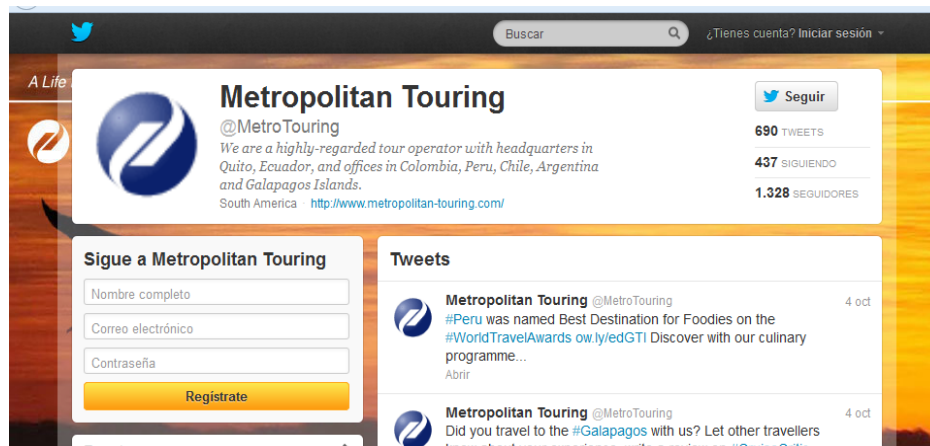 Buscar
¿Tienes cuenta? Iniciar sesión
A Life
Metropolitan Touring
@MetroTouring
We are a highly-regarded tour operator with headquarters in
Quito, Ecuador, and offices in Colombia, Peru, Chile, Argentina
and Galapagos Islands.
South America http://www.metropolitan-touring.com/
Seguir
690 TWEETS
437 SIGUIENDO
1.328 SEGUIDORES
Sigue a Metropolitan Touring
Nombre completo
Correo electrónico
Contraseña
Regístrate
Tweets
Metropolitan Touring @MetroTouring 4 oct
#Peru was named Best Destination for Foodies on the
#WorldTravelAwards ow.ly/edGTl Discover with our culinary
programme...
Abrir
Metropolitan Touring @MetroTouring 4 oct
Did you travel to the #Galapagos with us? Let other travellers